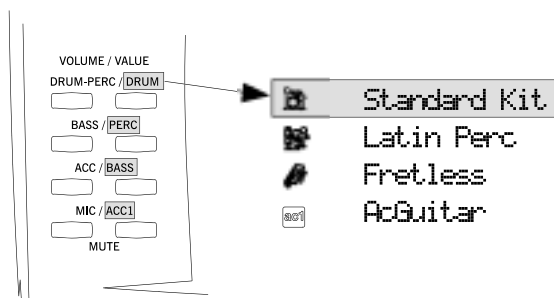 VOLUME / VALUE
DRUM-PERC / DRUM
BASS / PERC
ACC / BASS
MIC / ACC1
MUTE
Standard Kit
Latin Perc
Fretless
ac1 AcGuitar